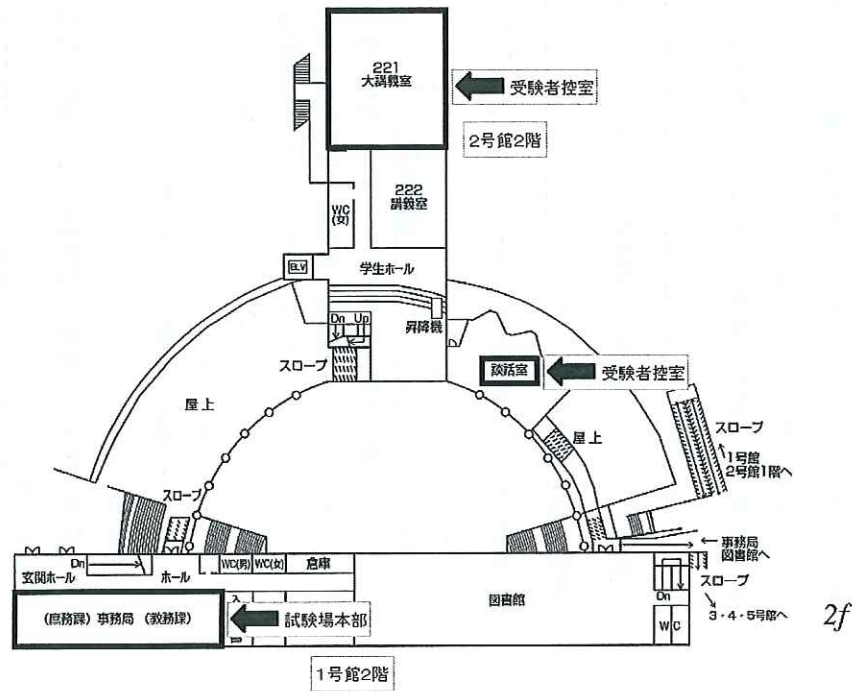 221
大講義室
受験者控室
2号館2階
222
講義室
WC
(女)
ELV
学生ホール
Dn Up
昇降機
スロープ
談話室
受験者控室
屋上
屋上
スロープ
1号館
2号館1階へ
スロープ
事務局
図書館へ
Dn
玄関ホール
ホール
WC(男)
WC(女)
倉庫
図書館
Dn
スロープ
3・4・5号館へ
W C
(庶務課) 事務局 (教務課)
入
試験場本部
1号館2階
2f